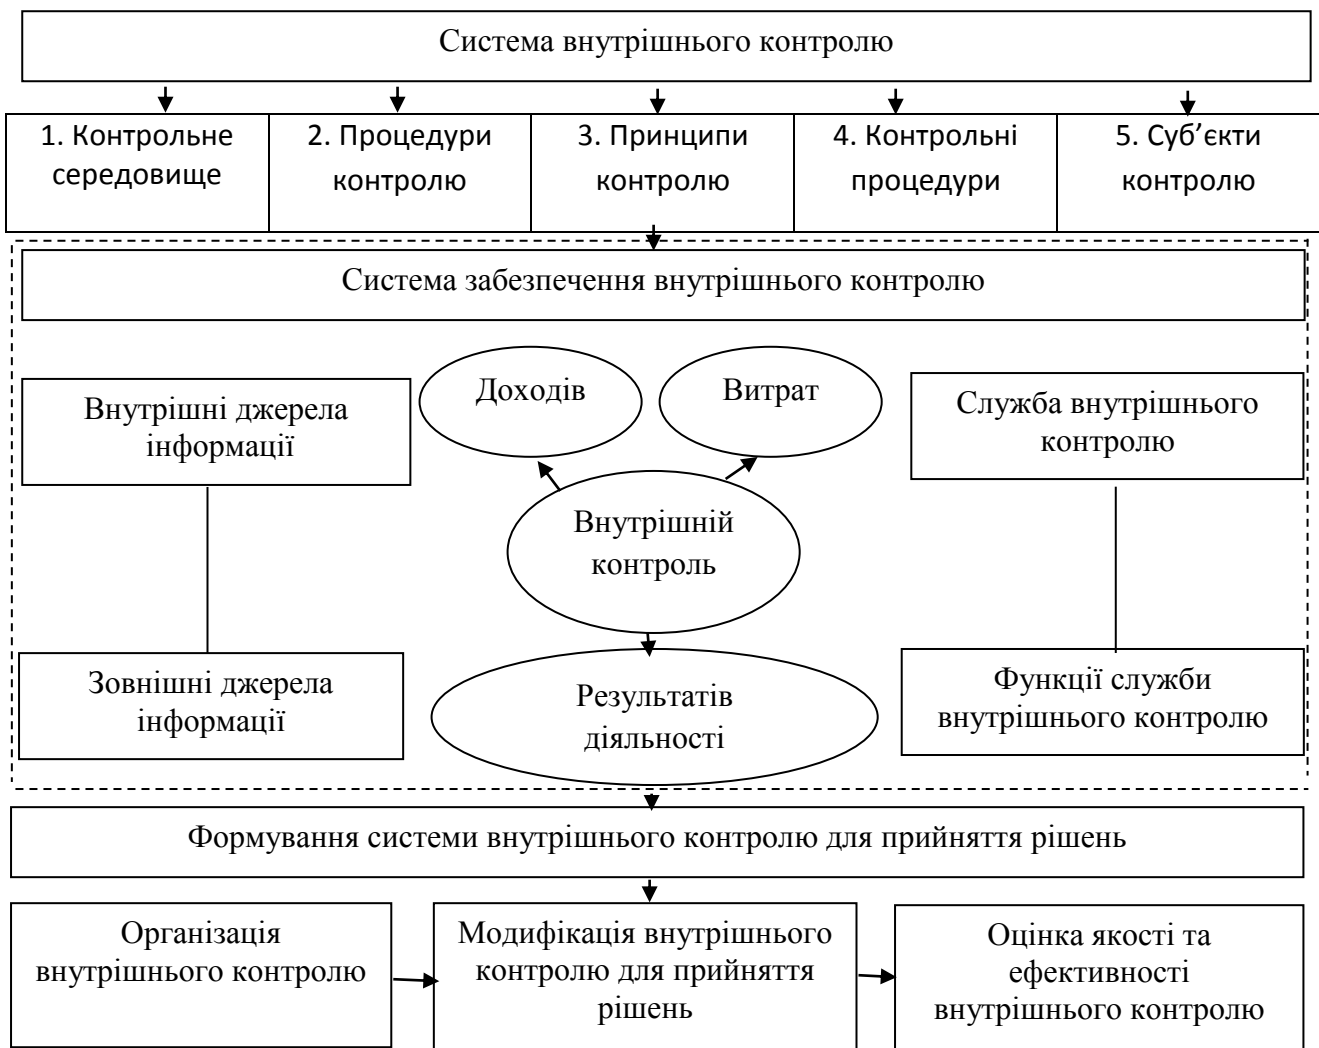 Система внутрішнього контролю
1. Контрольне
середовище
2. Процедури
контролю
3. Принципи
контролю
4. Контрольні
процедури
5. Суб’єкти
контролю
Система забезпечення внутрішнього контролю
Внутрішні джерела
інформації
Доходів
Витрат
Служба внутрішнього
контролю
Внутрішній
контроль
Зовнішні джерела
інформації
Результатів
діяльності
Функції служби
внутрішнього контролю
Формування системи внутрішнього контролю для прийняття рішень
Організація
внутрішнього контролю
Модифікація внутрішнього
контролю для прийняття
рішень
Оцінка якості та
ефективності
внутрішнього контролю